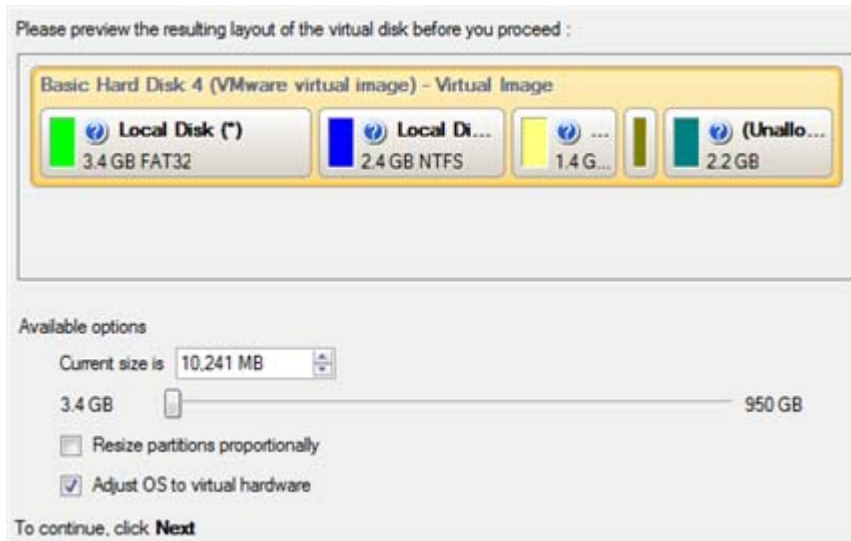 Please preview the resulting layout of the virtual disk before you proceed :
Basic Hard Disk 4 (VMware virtual image) - Virtual Image
Local Disk (*) Local Di... ... (Unallo...
3.4 GB FAT32 2.4 GB NTFS 1.4 G... 2.2 GB
Available options
Current size is 10,241 MB
3.4 GB 950 GB
Resize partitions proportionally
Adjust OS to virtual hardware
To continue, click Next